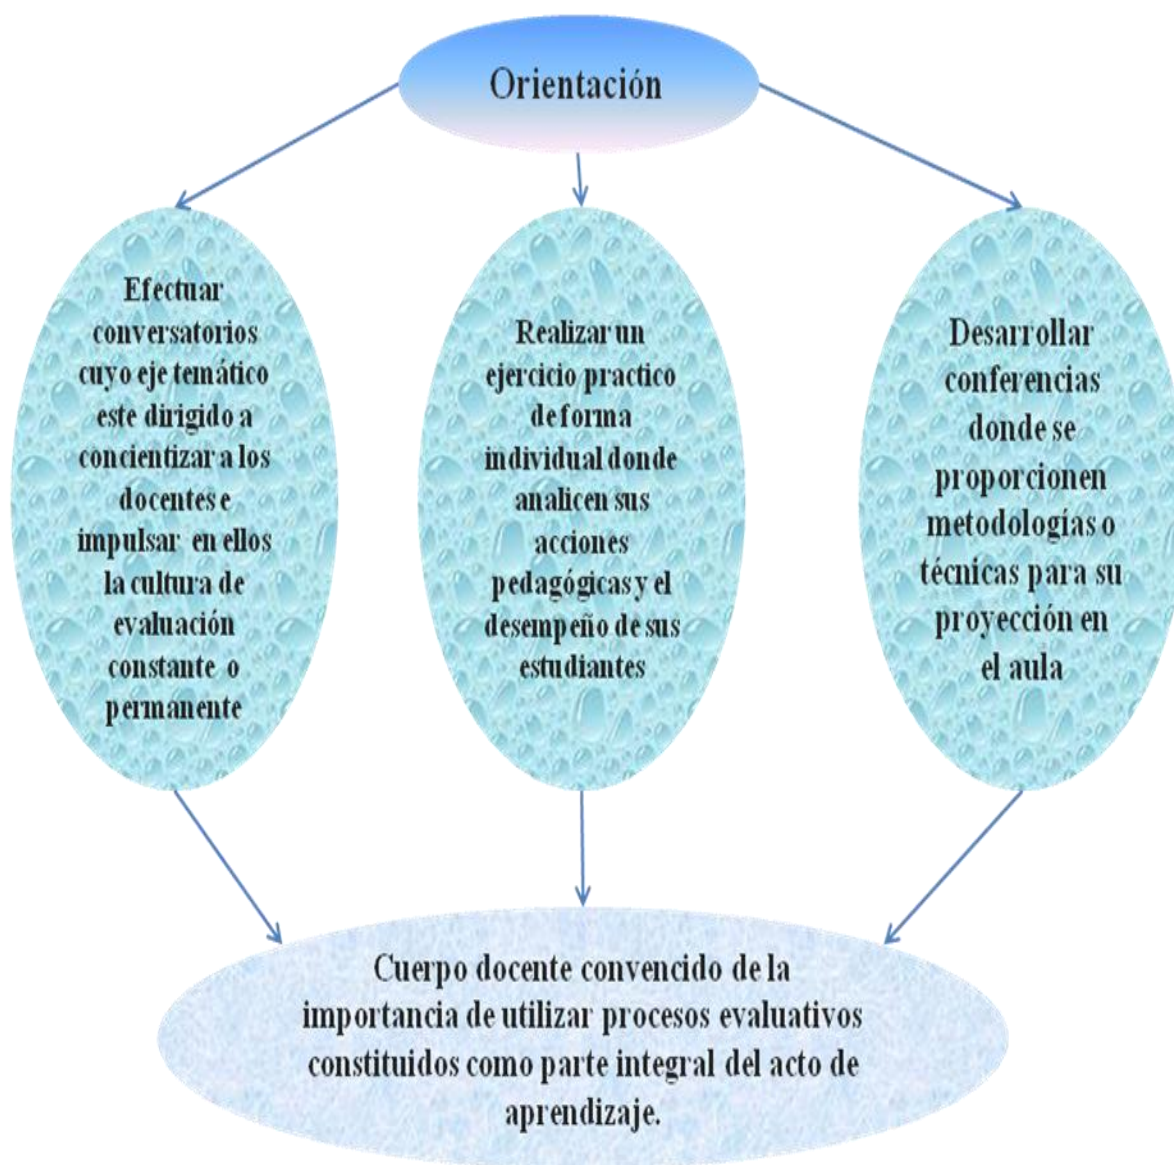 Orientación
Efectuar
conversatorios
cuyo eje temático
este dirigido a
concientizar a los
docentes e
impulsar en ellos
la cultura de
evaluación
constante o
permanente
Realizar un
ejercicio practico
de forma
individual donde
analicen sus
acciones
pedagógicas y el
desempeño de sus
estudiantes
Desarrollar
conferencias
donde se
proporcionen
metodologías o
técnicas para su
proyección en
el aula
Cuerpo docente convencido de la
importancia de utilizar procesos evaluativos
constituidos como parte integral del acto de
aprendizaje.